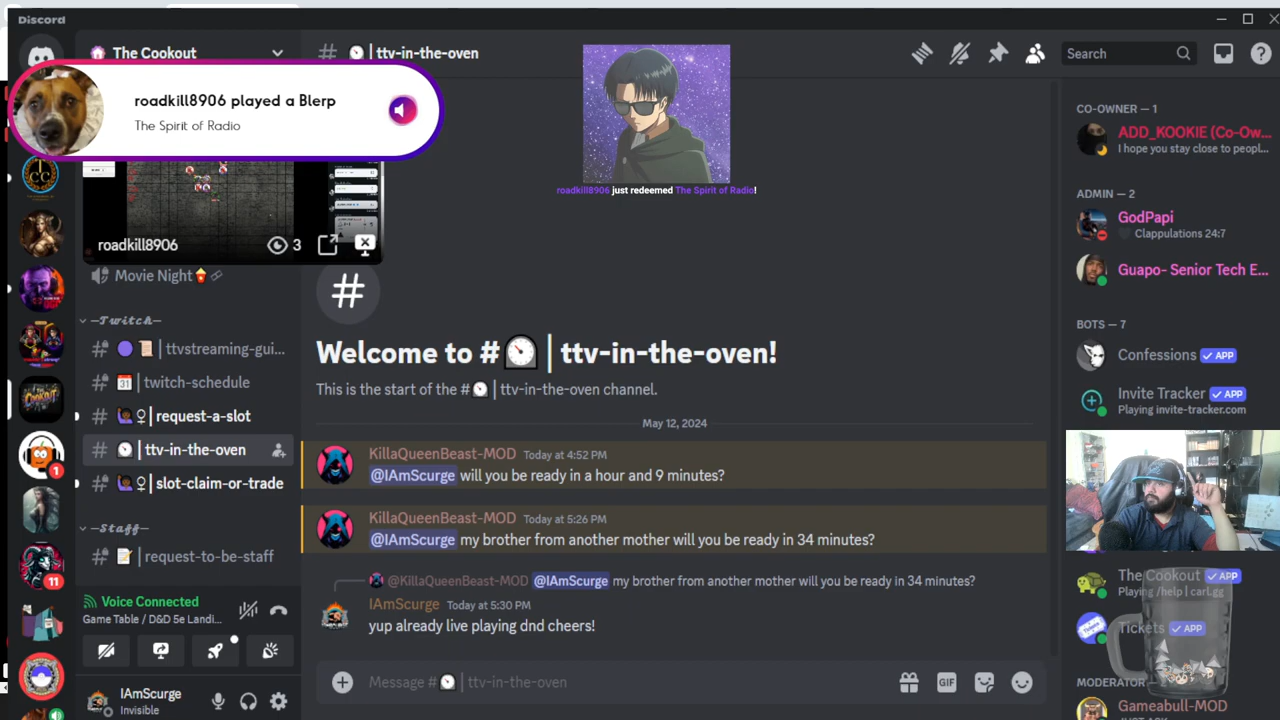 Discord
The Cookout
# | ttv-in-the-oven
Search
roadkill8906 played a Blerp
The Spirit of Radio
roadkill8906 just redeemed The Spirit of Radio!
roadkill8906
3
Movie Night
—Twitch—
# | ttvstreaming-gui...
# | twitch-schedule
# | request-a-slot
# | ttv-in-the-oven
# | slot-claim-or-trade
—Staff—
# | request-to-be-staff
1
11
Voice Connected
Game Table / D&D 5e Landi...
IAmScurge
Invisible
#
Welcome to # | ttv-in-the-oven!
This is the start of the # | ttv-in-the-oven channel.
May 12, 2024
KillaQueenBeast-MOD Today at 4:52 PM
@IAmScurge will you be ready in a hour and 9 minutes?
KillaQueenBeast-MOD Today at 5:26 PM
@IAmScurge my brother from another mother will you be ready in 34 minutes?
@KillaQueenBeast-MOD @IAmScurge my brother from another mother will you be ready in 34 minutes?
IAmScurge Today at 5:30 PM
yup already live playing dnd cheers!
Message # | ttv-in-the-oven
GIF
CO-OWNER — 1
ADD_KOOKIE (Co-Ow...
I hope you stay close to peopl...
ADMIN — 2
GodPapi
Clappulations 24:7
Guapo- Senior Tech E...
BOTS — 7
Confessions ✓ APP
Invite Tracker ✓ APP
Playing invite-tracker.com
The Cookout ✓ APP
Playing /help | carl.gg
Tickets ✓ APP
MODERATOR
Gameabull-MOD